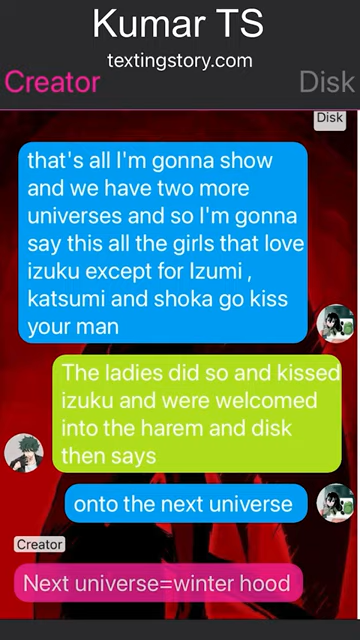 Kumar TS
textingstory.com
Creator
Disk
Disk
that's all I'm gonna show
and we have two more
universes and so I'm gonna
say this all the girls that love
izuku except for Izumi ,
katsumi and shoka go kiss
your man
The ladies did so and kissed
izuku and were welcomed
into the harem and disk
then says
onto the next universe
Creator
Next universe=winter hood